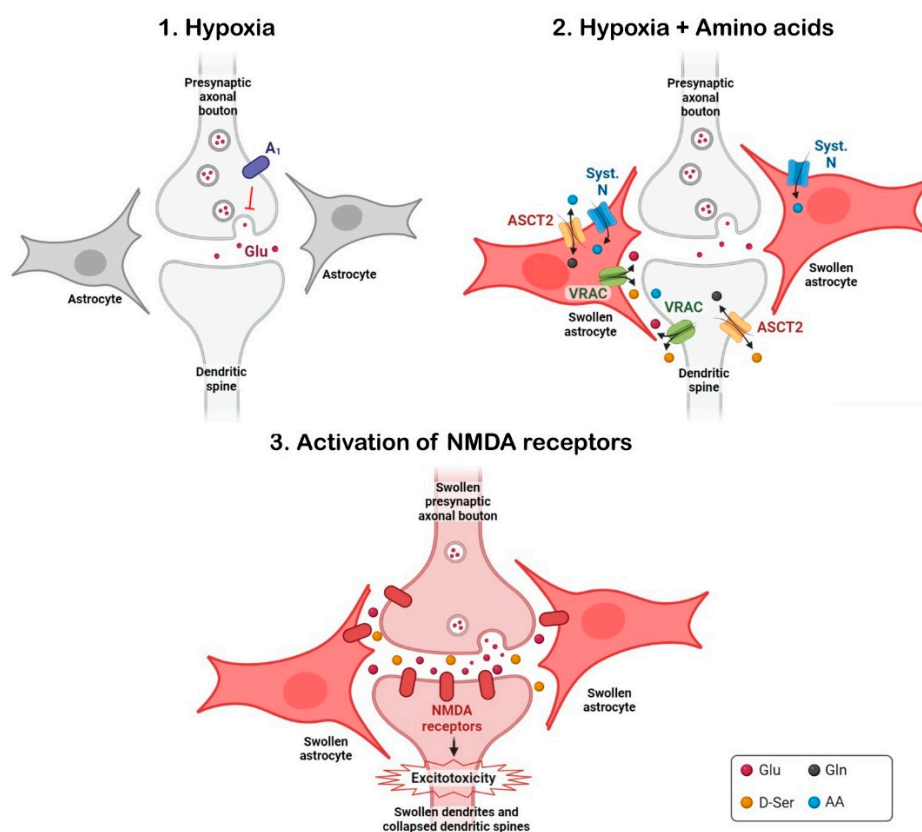 1. Hypoxia
Presynaptic
axonal
bouton
A₁
Glu
Astrocyte
Astrocyte
Dendritic
spine
2. Hypoxia + Amino acids
Presynaptic
axonal
bouton
Syst.
N
Syst.
N
ASCT2
VRAC
Swollen
astrocyte
Swollen
astrocyte
VRAC
ASCT2
Dendritic
spine
3. Activation of NMDA receptors
Swollen
presynaptic
axonal bouton
NMDA
receptors
Swollen
astrocyte
Swollen
astrocyte
Excitotoxicity
Swollen dendrites and
collapsed dendritic spines
Glu
Gln
D-Ser
AA